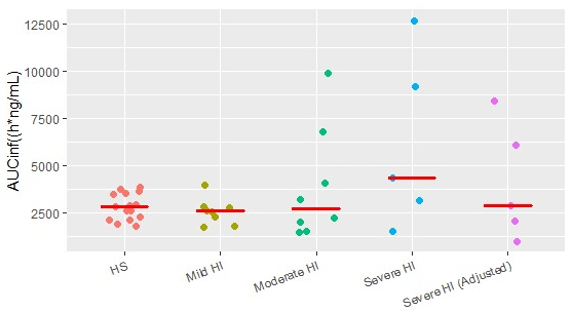 AUCinf((h*ng/mL)
12500
10000
7500
5000
2500
HS
Mild HI
Moderate HI
Severe HI
Severe HI (Adjusted)